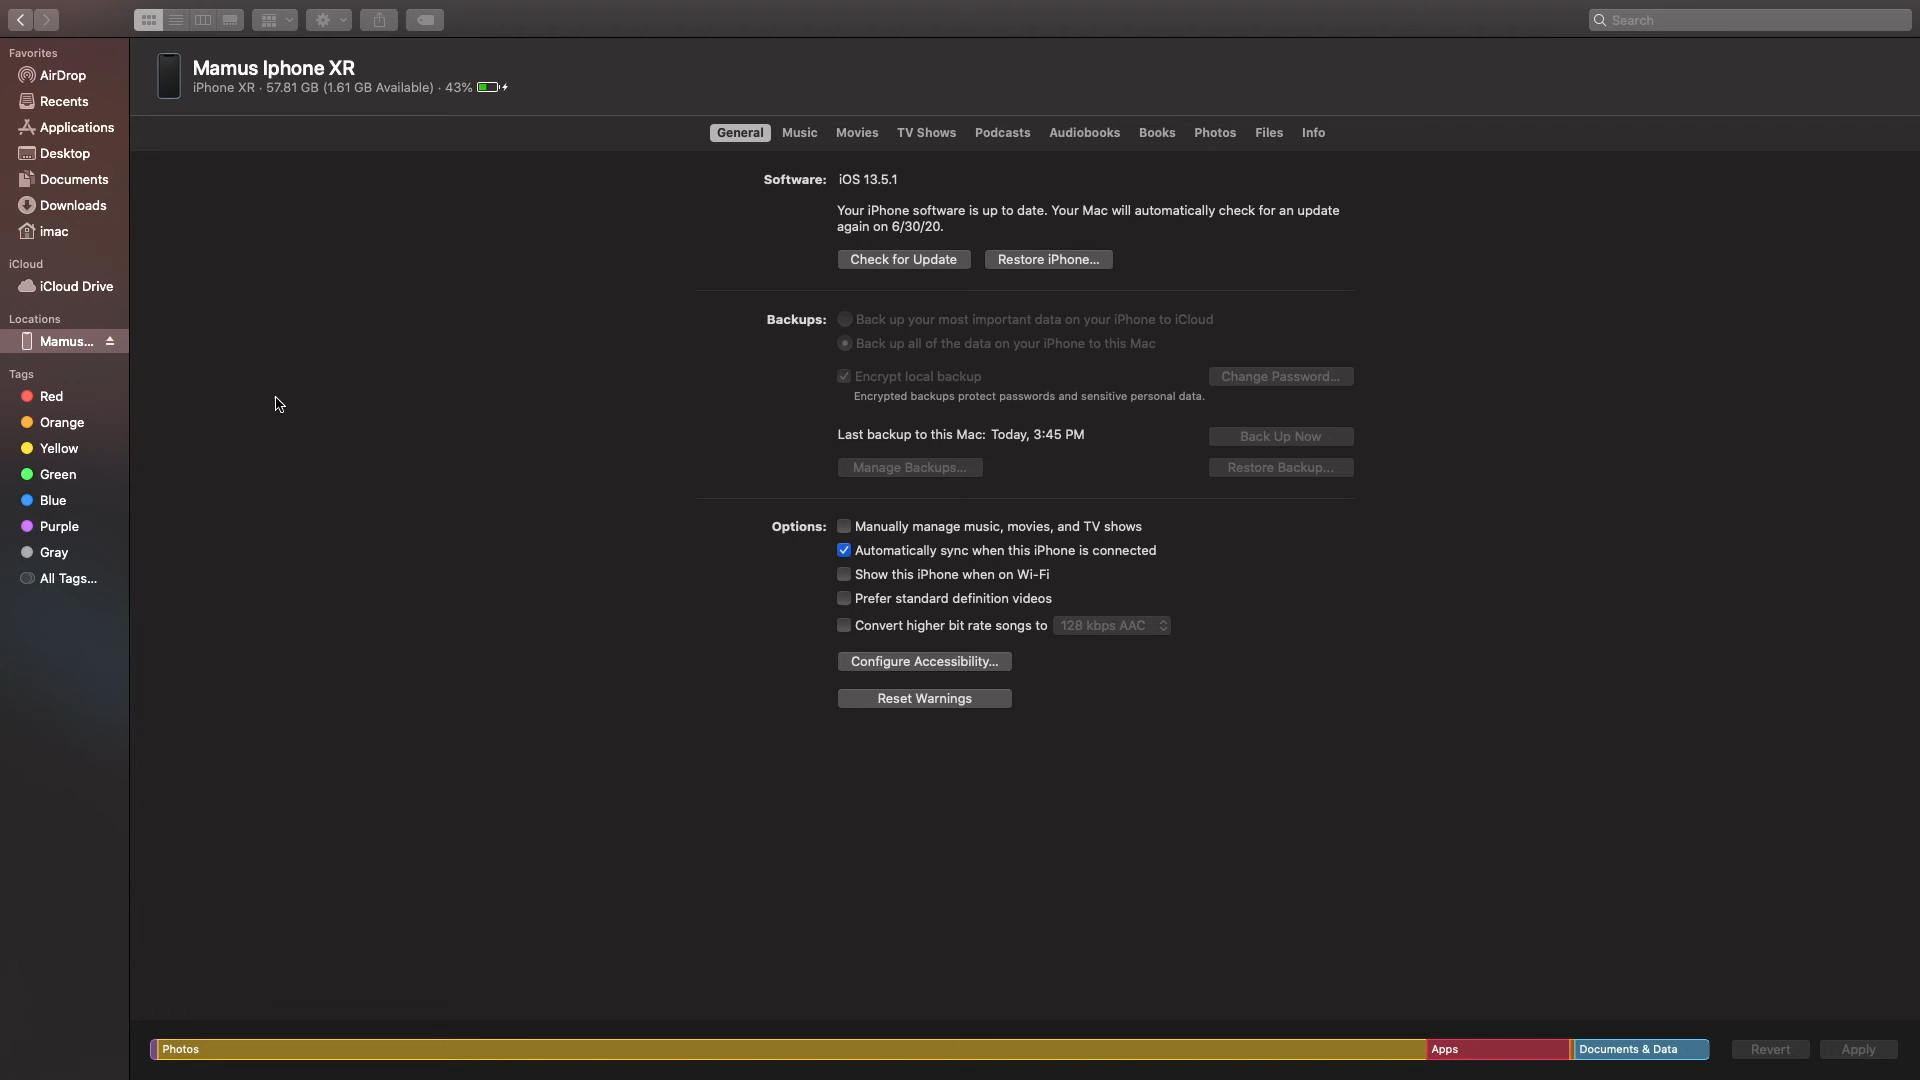 Search
Favorites
AirDrop
Recents
Applications
Desktop
Documents
Downloads
imac
iCloud
iCloud Drive
Locations
Mamus...
Tags
Red
Orange
Yellow
Green
Blue
Purple
Gray
All Tags...
Mamus Iphone XR
iPhone XR · 57.81 GB (1.61 GB Available) · 43%
General Music Movies TV Shows Podcasts Audiobooks Books Photos Files Info
Software: iOS 13.5.1
Your iPhone software is up to date. Your Mac will automatically check for an update
again on 6/30/20.
Check for Update Restore iPhone...
Backups: Back up your most important data on your iPhone to iCloud
Back up all of the data on your iPhone to this Mac
Encrypt local backup Change Password...
Encrypted backups protect passwords and sensitive personal data.
Last backup to this Mac: Today, 3:45 PM Back Up Now
Manage Backups... Restore Backup...
Options: Manually manage music, movies, and TV shows
Automatically sync when this iPhone is connected
Show this iPhone when on Wi-Fi
Prefer standard definition videos
Convert higher bit rate songs to 128 kbps AAC
Configure Accessibility...
Reset Warnings
Photos Apps Documents & Data Revert Apply